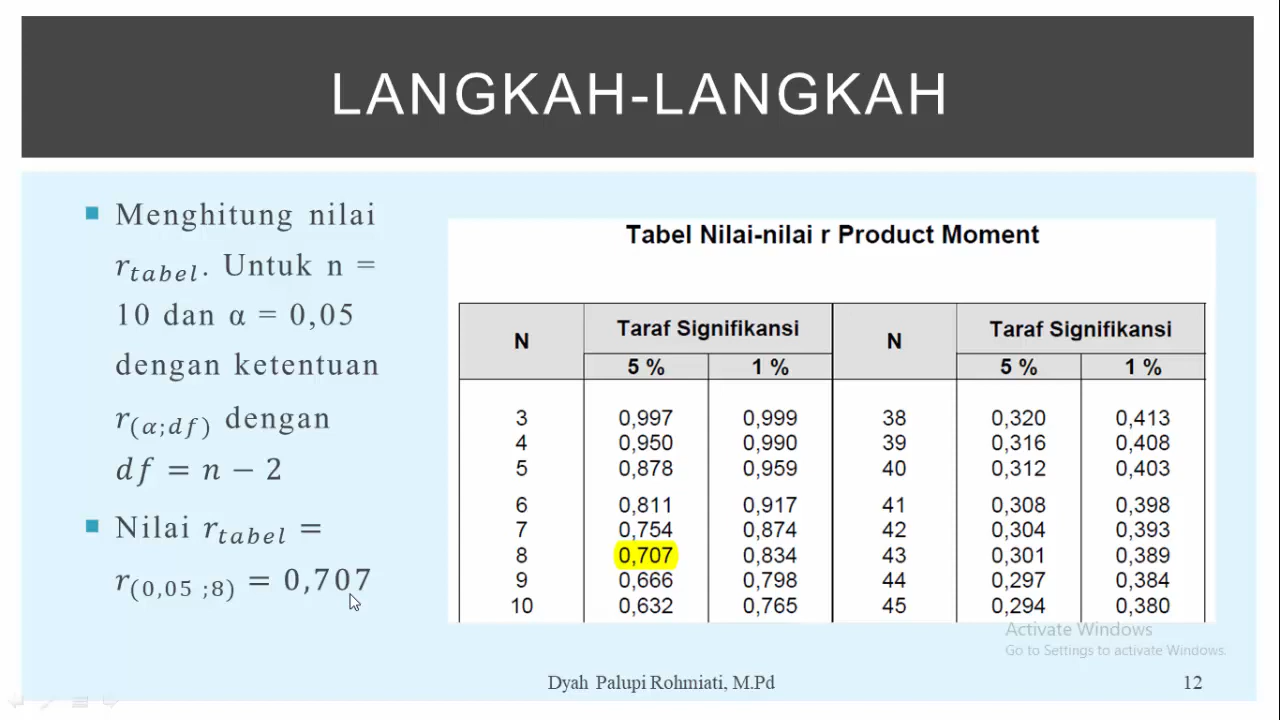 LANGKAH-LANGKAH
▪ Menghitung nilai
r_tabel. Untuk n =
10 dan α = 0,05
dengan ketentuan
r_(α;df) dengan
df = n − 2
▪ Nilai r_tabel =
r_(0,05 ;8) = 0,707
Tabel Nilai-nilai r Product Moment
N Taraf Signifikansi N Taraf Signifikansi
5 % 1 % 5 % 1 %
3 0,997 0,999 38 0,320 0,413
4 0,950 0,990 39 0,316 0,408
5 0,878 0,959 40 0,312 0,403
6 0,811 0,917 41 0,308 0,398
7 0,754 0,874 42 0,304 0,393
8 0,707 0,834 43 0,301 0,389
9 0,666 0,798 44 0,297 0,384
10 0,632 0,765 45 0,294 0,380
Activate Windows
Go to Settings to activate Windows.
Dyah Palupi Rohmiati, M.Pd 12